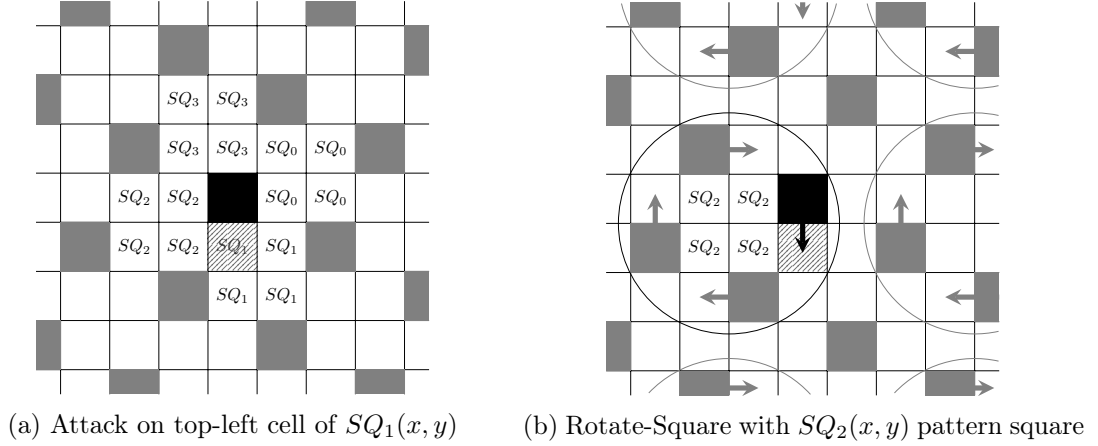 SQ₃ SQ₃
SQ₃ SQ₃ SQ₀ SQ₀
SQ₂ SQ₂ SQ₀ SQ₀
SQ₂ SQ₂ SQ₁ SQ₁
SQ₁ SQ₁
SQ₂ SQ₂
SQ₂ SQ₂
(a) Attack on top-left cell of SQ₁(x, y)
(b) Rotate-Square with SQ₂(x, y) pattern square